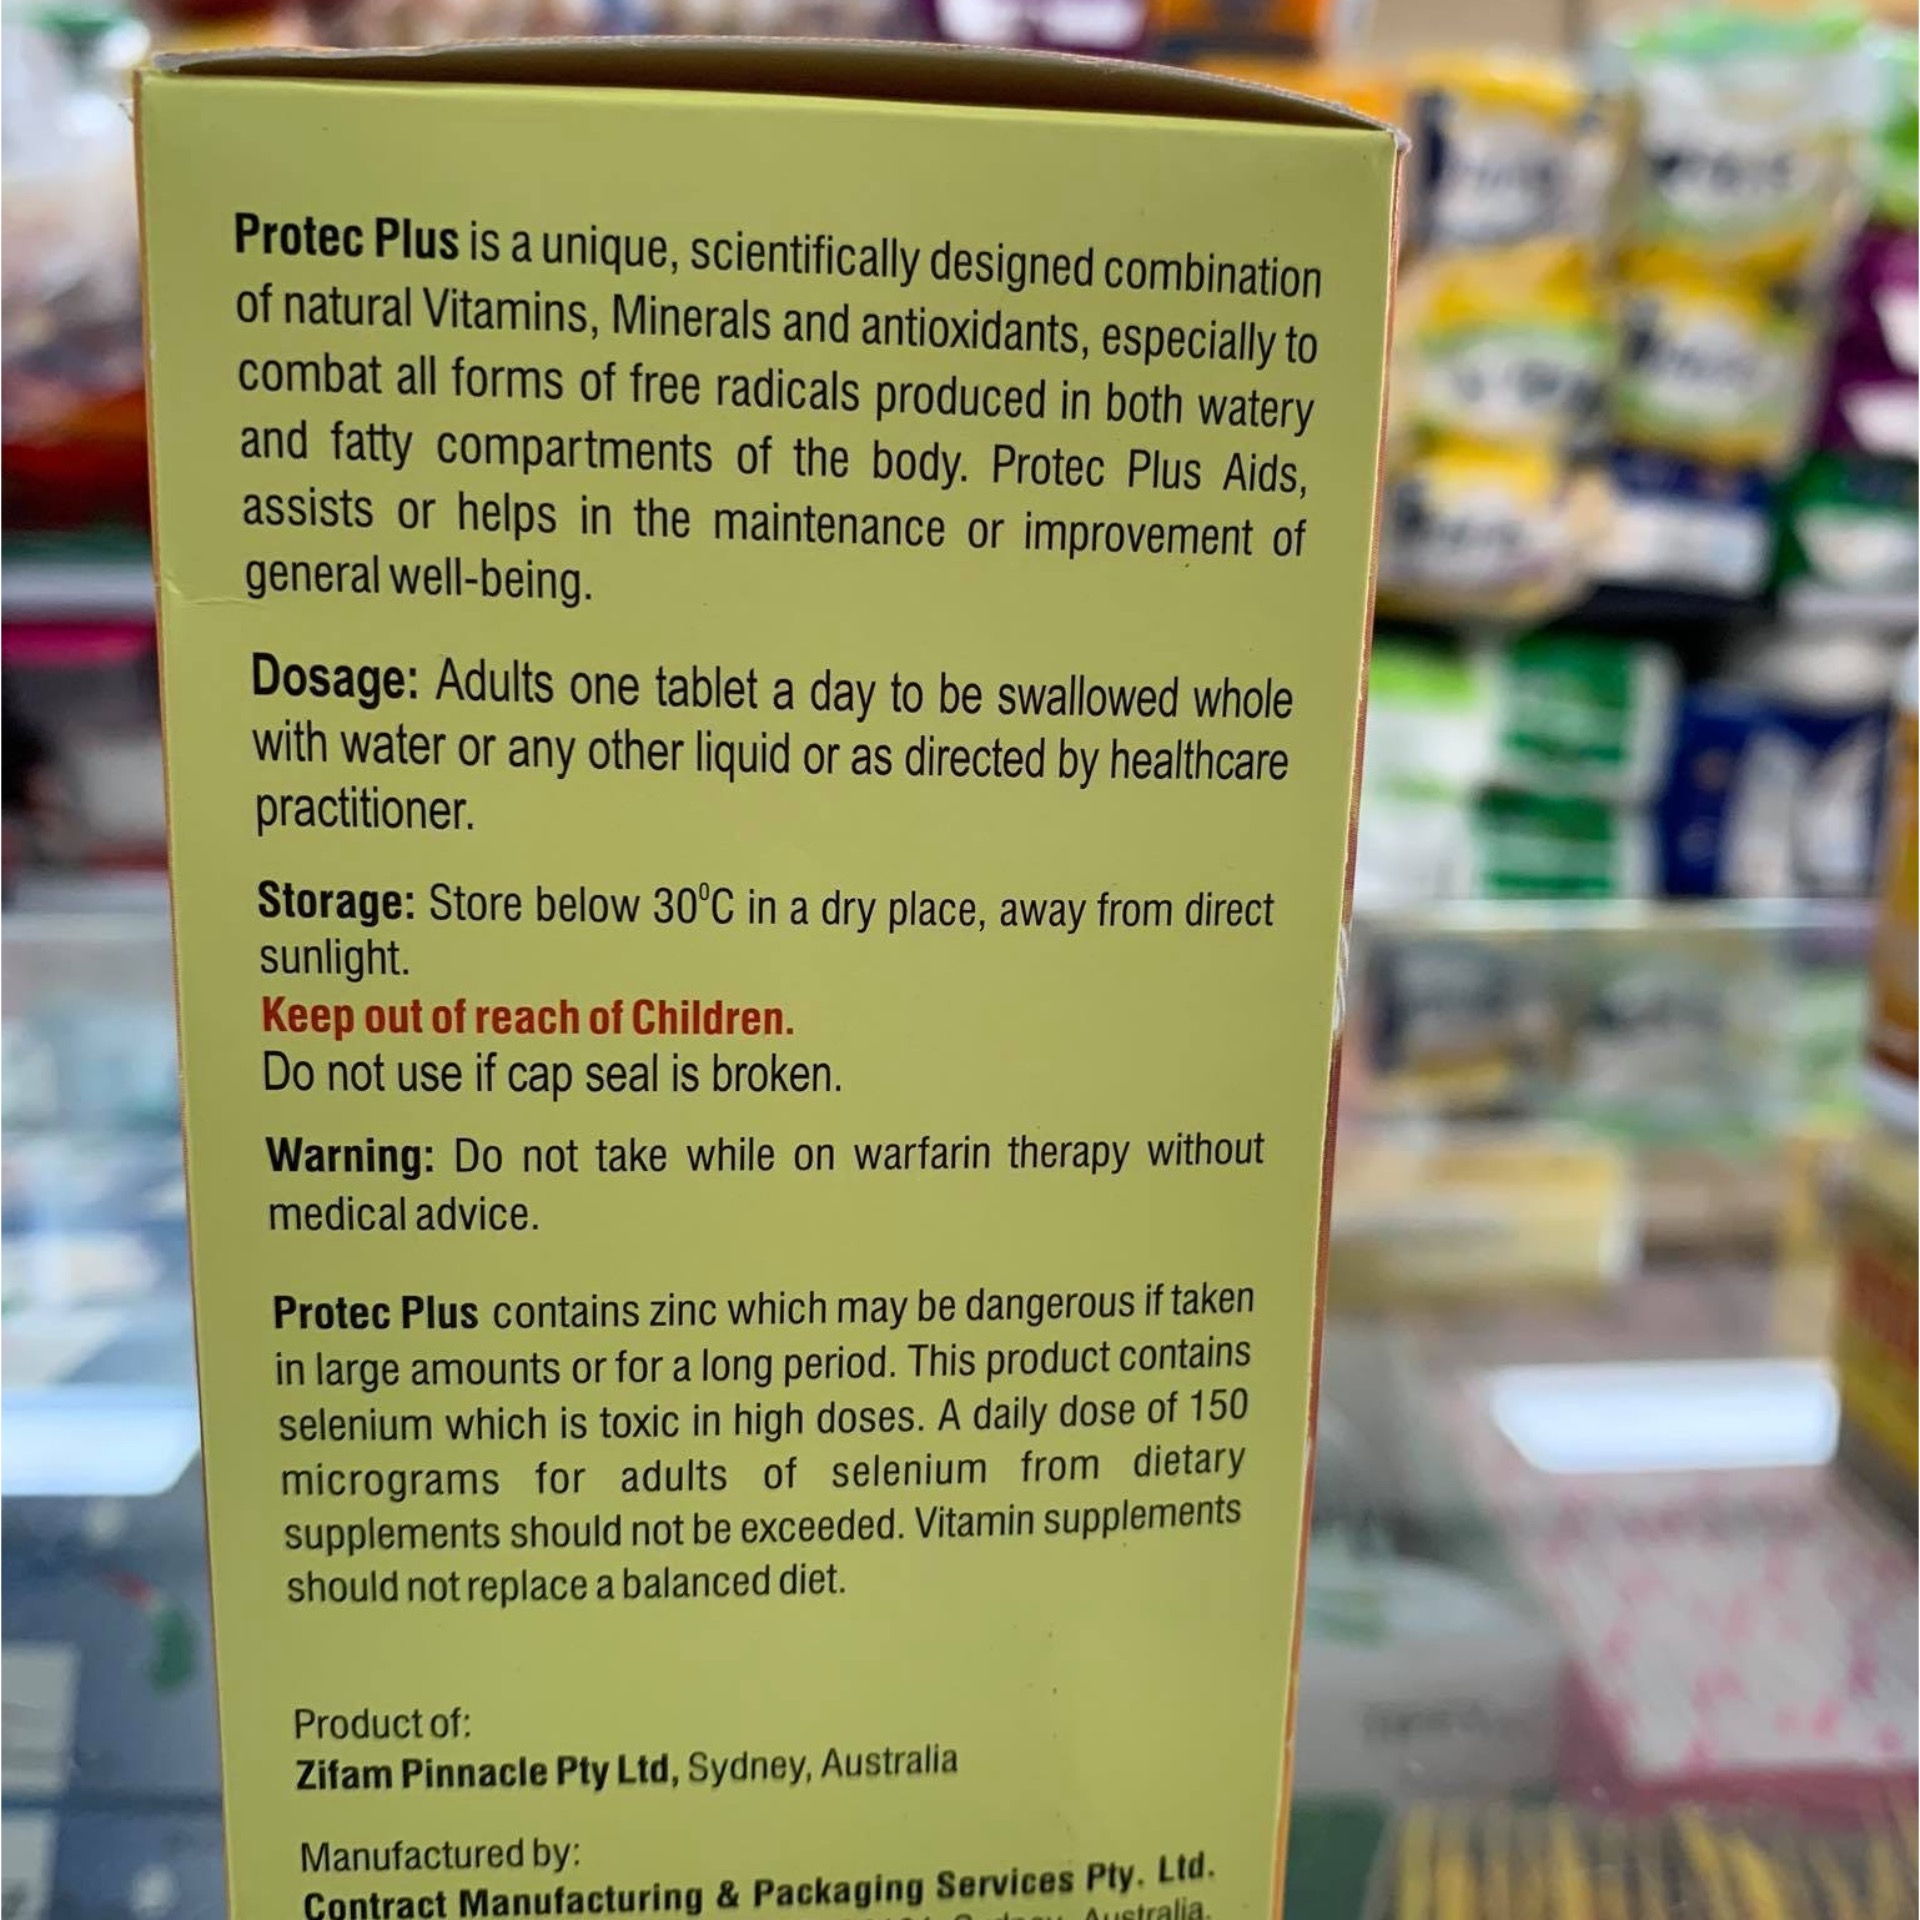 Protec Plus is a unique, scientifically designed combination
of natural Vitamins, Minerals and antioxidants, especially to
combat all forms of free radicals produced in both watery
and fatty compartments of the body. Protec Plus Aids,
assists or helps in the maintenance or improvement of
general well-being.
Dosage: Adults one tablet a day to be swallowed whole
with water or any other liquid or as directed by healthcare
practitioner.
Storage: Store below 30⁰C in a dry place, away from direct
sunlight.
Keep out of reach of Children.
Do not use if cap seal is broken.
Warning: Do not take while on warfarin therapy without
medical advice.
Protec Plus contains zinc which may be dangerous if taken
in large amounts or for a long period. This product contains
selenium which is toxic in high doses. A daily dose of 150
micrograms for adults of selenium from dietary
supplements should not be exceeded. Vitamin supplements
should not replace a balanced diet.
Product of:
Zifam Pinnacle Pty Ltd, Sydney, Australia
Manufactured by:
Contract Manufacturing & Packaging Services Pty. Ltd.
Australia.